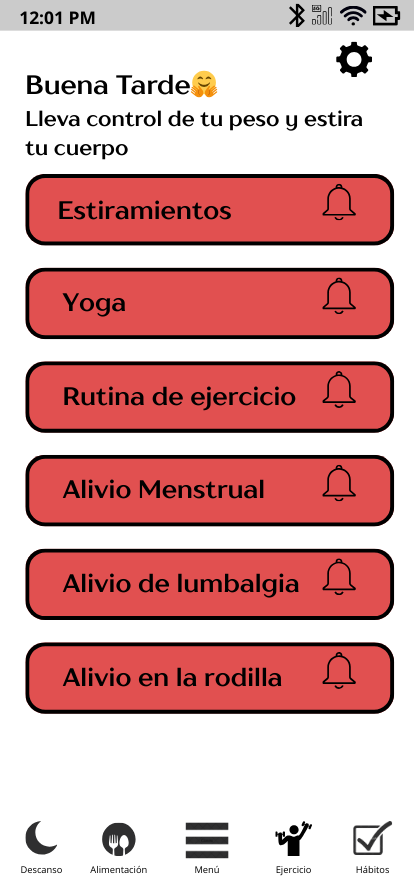 12:01 PM
Buena Tarde🤗
Lleva control de tu peso y estira
tu cuerpo
Estiramientos
Yoga
Rutina de ejercicio
Alivio Menstrual
Alivio de lumbalgia
Alivio en la rodilla
Descanso
Alimentación
Menú
Ejercicio
Hábitos